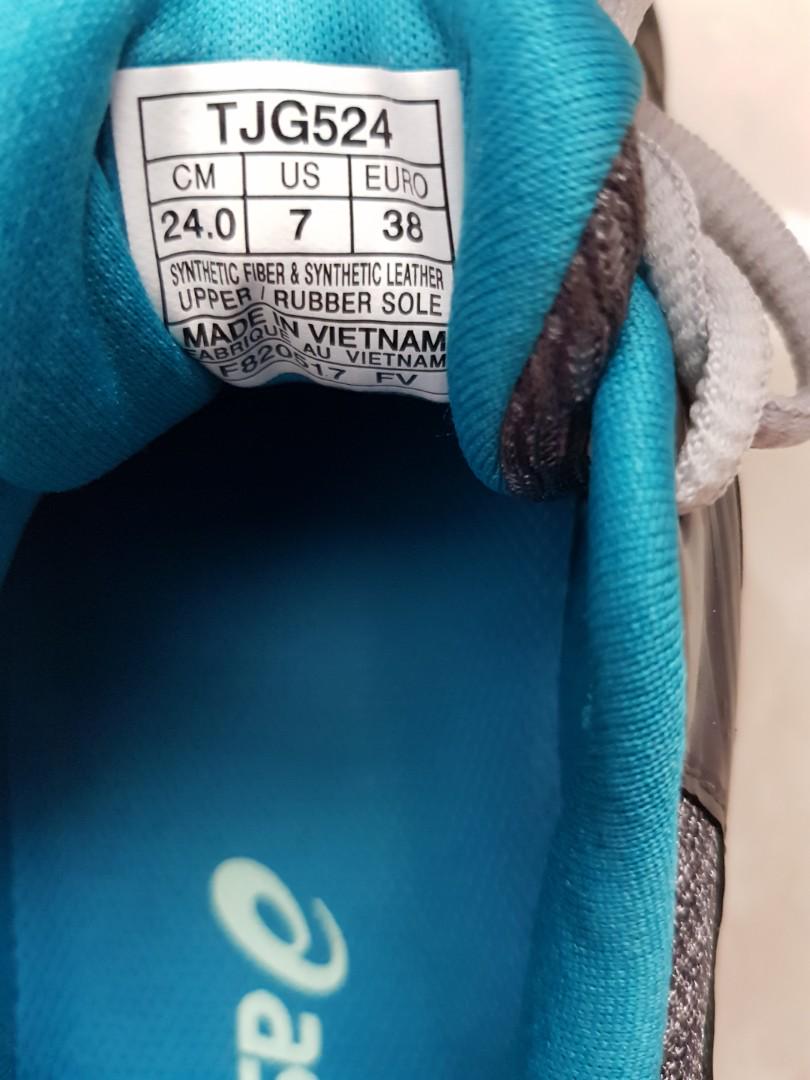 TJG524
CM US EURO
24.0 7 38
SYNTHETIC FIBER & SYNTHETIC LEATHER
UPPER / RUBBER SOLE
MADE IN VIETNAM
FABRIQUE AU VIETNAM
F820517 FV
as